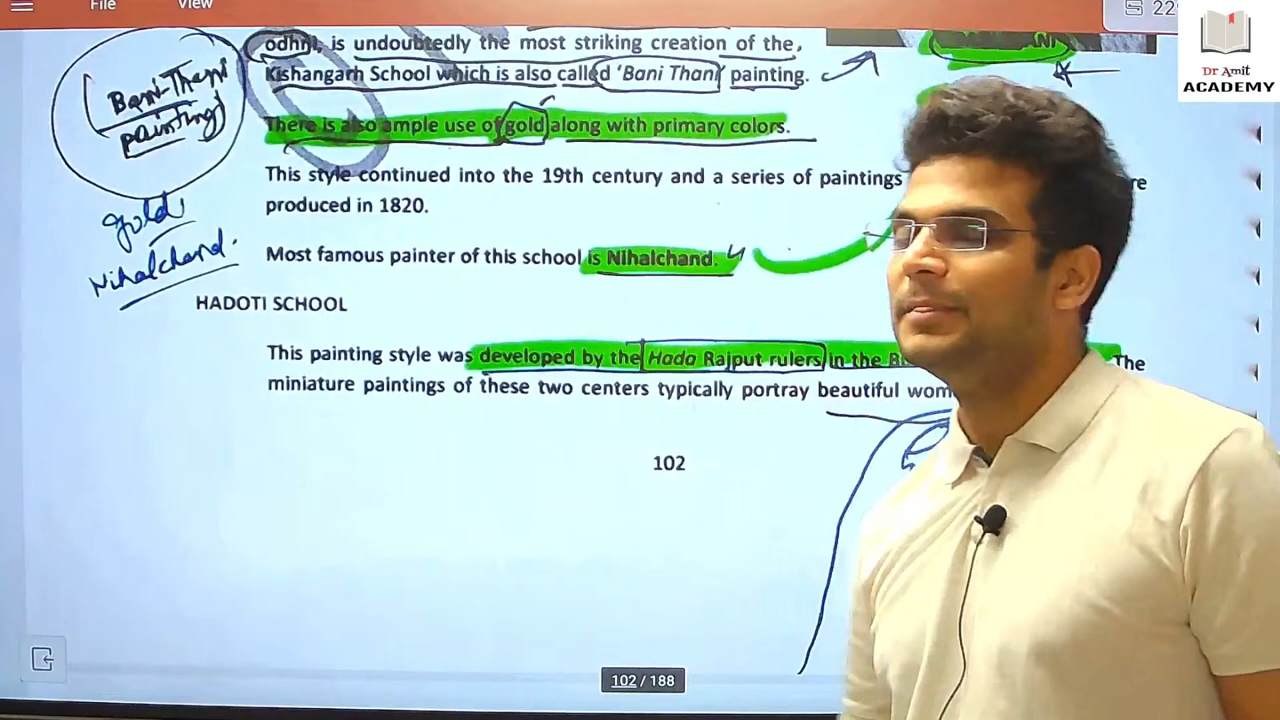 File View
22
Dr Amit
ACADEMY
odhni, is undoubtedly the most striking creation of the,
Kishangarh School which is also called 'Bani Thani' painting.
There is also ample use of gold along with primary colors.
This style continued into the 19th century and a series of paintings re
produced in 1820.
Most famous painter of this school is Nihalchand.
HADOTI SCHOOL
This painting style was developed by the Hada Rajput rulers in the The
miniature paintings of these two centers typically portray beautiful wom
102
102 / 188
Bani-Thani
painting
gold
Nihalchand.